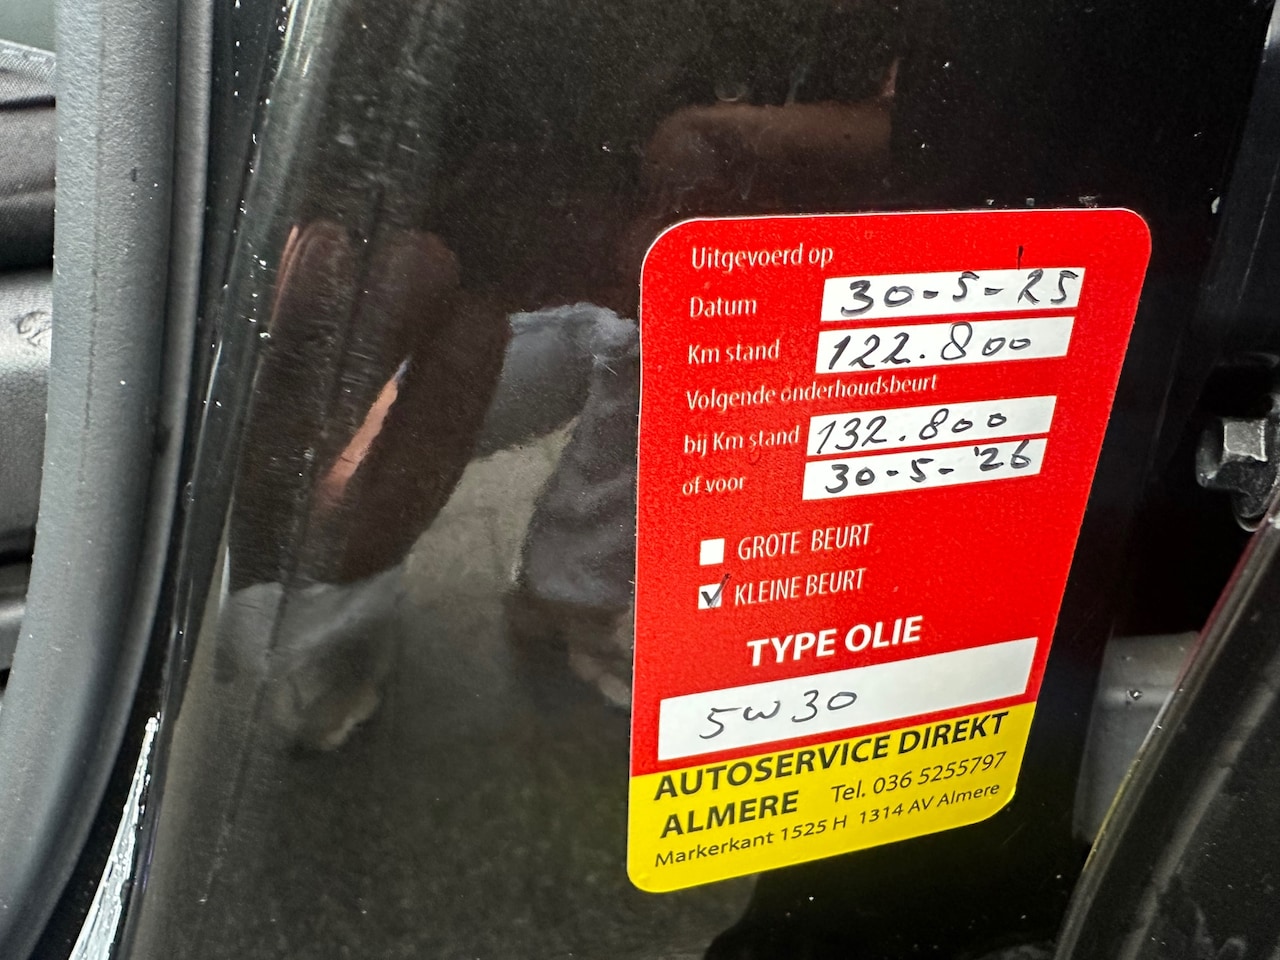 Uitgevoerd op
Datum 30-5-'25
Km stand 122.800
Volgende onderhoudsbeurt
bij Km stand 132.800
of voor 30-5-'26
GROTE BEURT
KLEINE BEURT
TYPE OLIE
5W30
AUTOSERVICE DIREKT
ALMERE Tel. 036 5255797
Markerkant 1525 H 1314 AV Almere